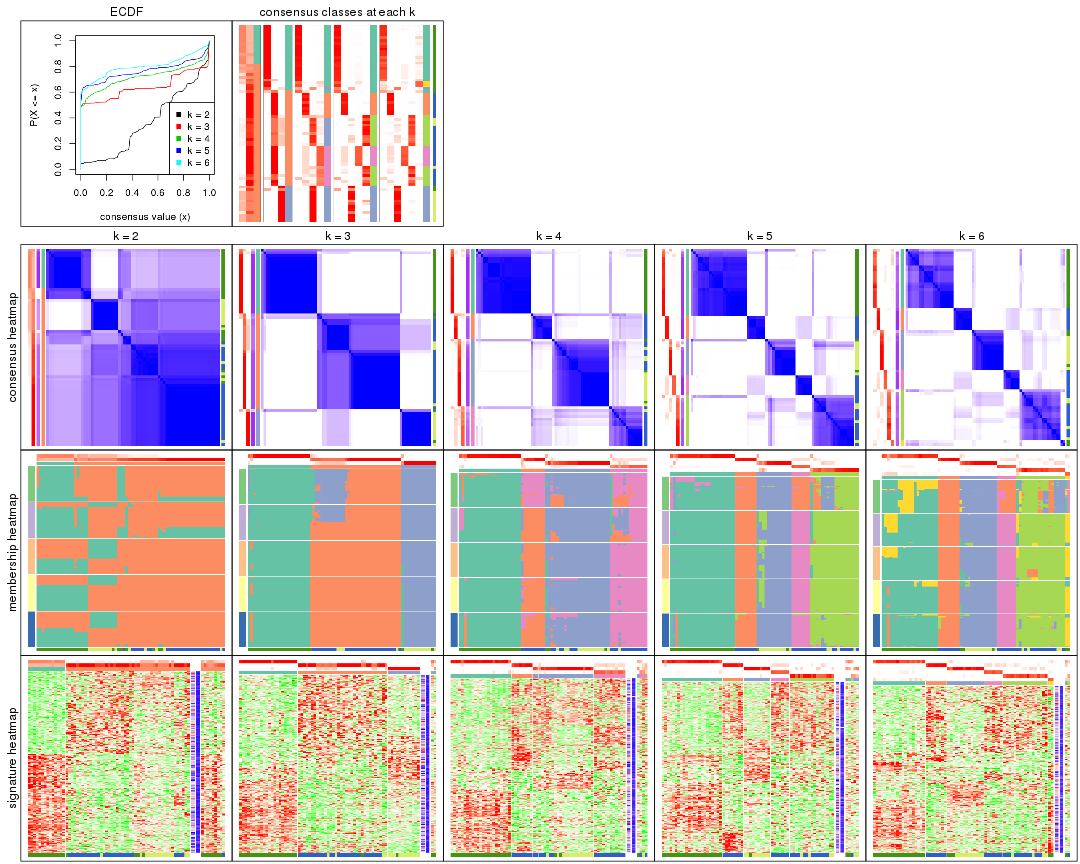 ECDF
consensus classes at each k
P(X <= x)
1.0
0.8
0.6
0.4
0.2
0.0
k = 2
k = 3
k = 4
k = 5
k = 6
0.0 0.2 0.4 0.6 0.8 1.0
consensus value (x)
k = 2
k = 3
k = 4
k = 5
k = 6
consensus heatmap
membership heatmap
signature heatmap